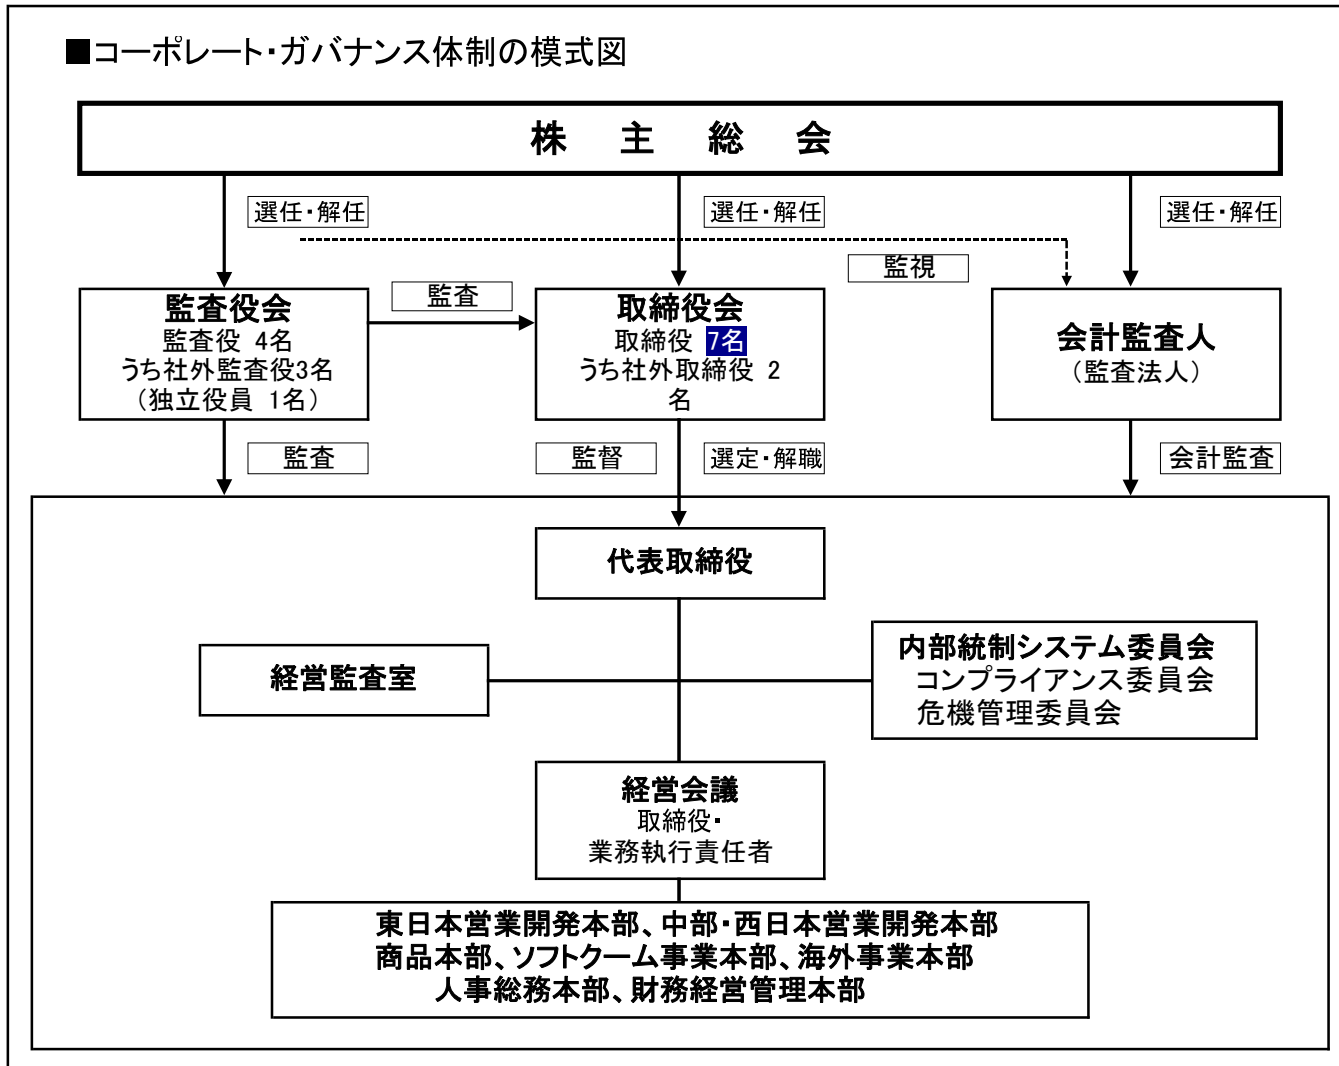 ■コーポレート・ガバナンス体制の模式図
株 主 総 会
選任・解任
選任・解任
選任・解任
監視
監査
監査役会
監査役 4名
うち社外監査役3名
（独立役員 1名）
取締役会
取締役 7名
うち社外取締役 2
名
会計監査人
（監査法人）
監査
監督
選定・解職
会計監査
代表取締役
経営監査室
内部統制システム委員会
コンプライアンス委員会
危機管理委員会
経営会議
取締役・
業務執行責任者
東日本営業開発本部、中部・西日本営業開発本部
商品本部、ソフトクーム事業本部、海外事業本部
人事総務本部、財務経営管理本部